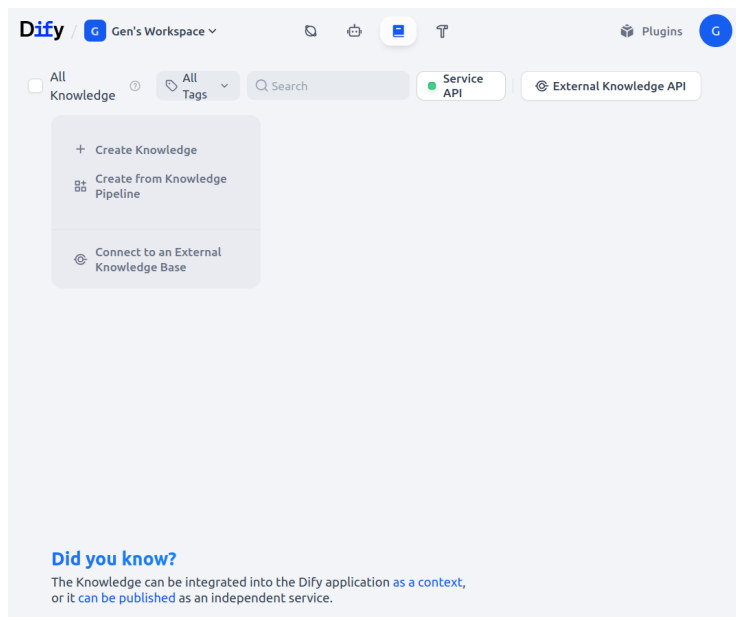 Dify / G Gen's Workspace
Plugins G
All Knowledge
All Tags
Search
Service API
External Knowledge API
Create Knowledge
Create from Knowledge
Pipeline
Connect to an External
Knowledge Base
Did you know?
The Knowledge can be integrated into the Dify application as a context,
or it can be published as an independent service.